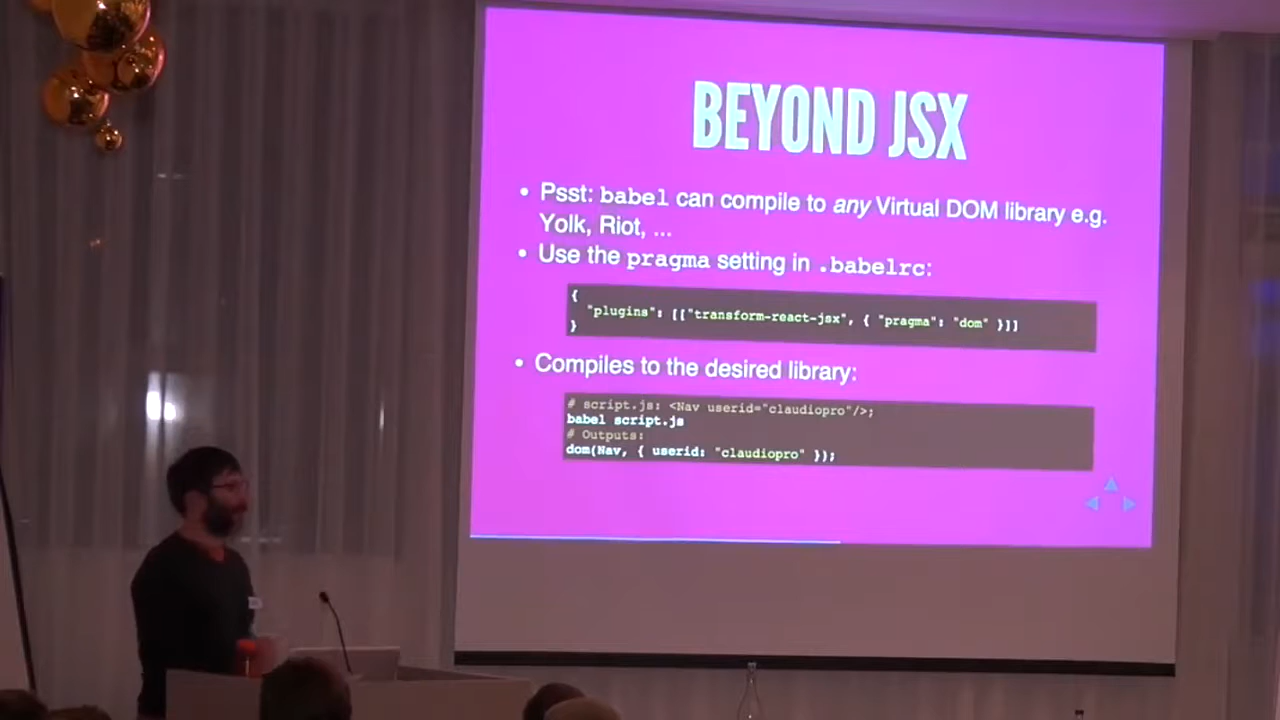 BEYOND JSX
• Psst: babel can compile to any Virtual DOM library e.g.
Yolk, Riot, ...
• Use the pragma setting in .babelrc:
{
"plugins": [["transform-react-jsx", { "pragma": "dom" }]]
}
• Compiles to the desired library:
# script.js: <Nav userid="claudiopro"/>;
babel script.js
# Outputs:
dom(Nav, { userid: "claudiopro" });